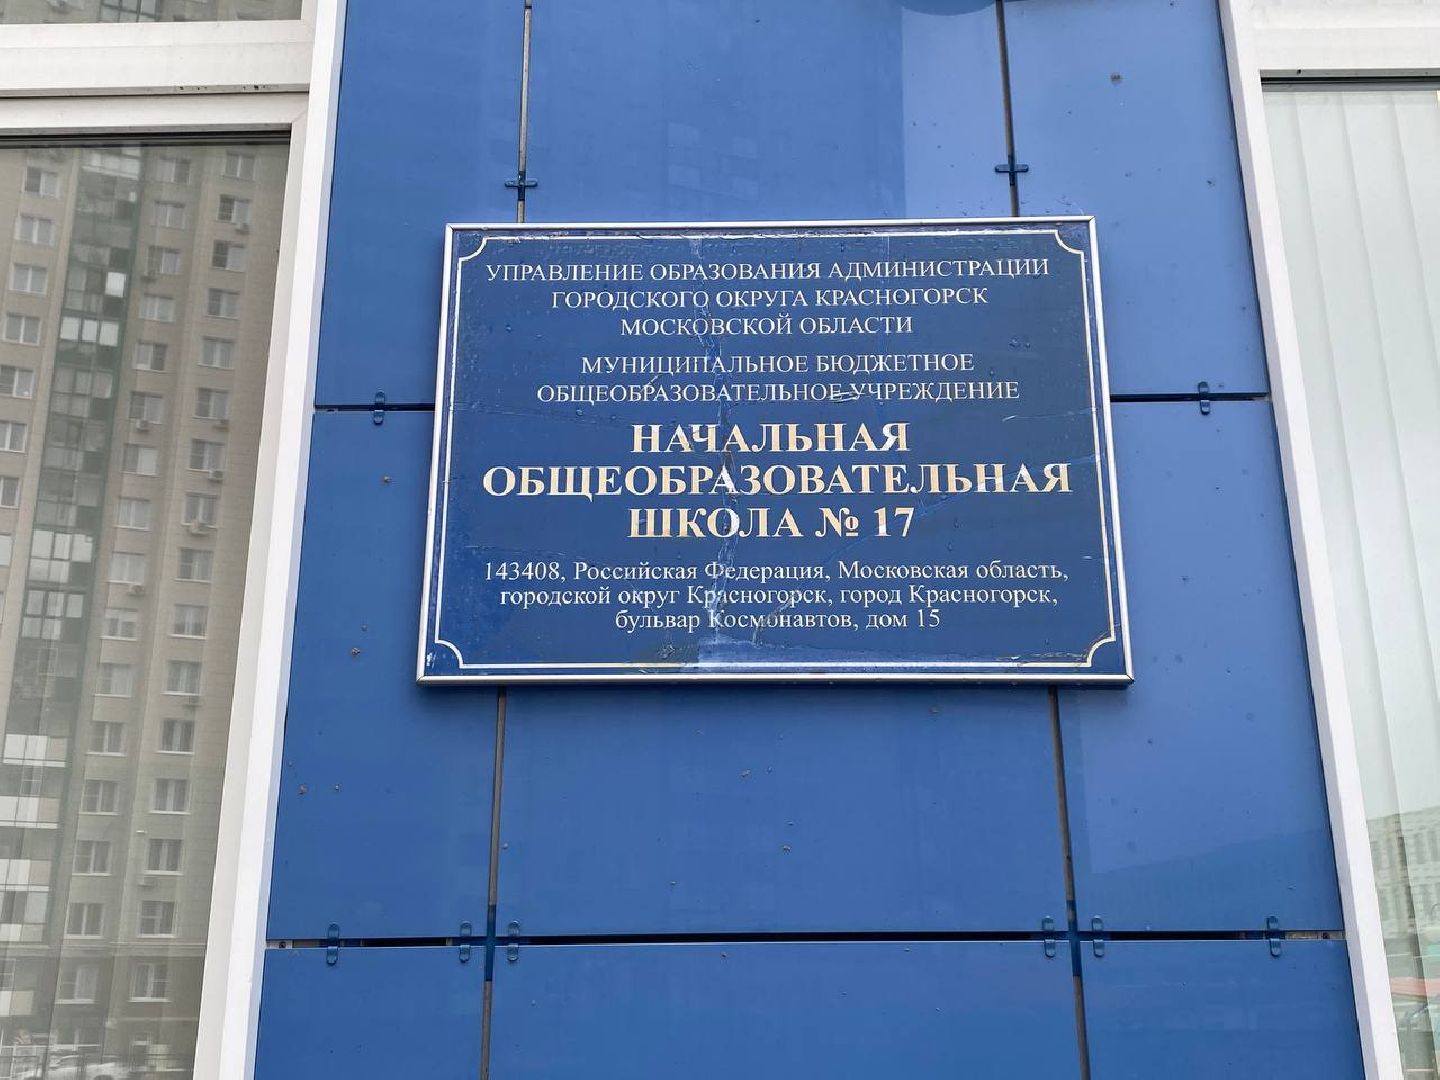 УПРАВЛЕНИЕ ОБРАЗОВАНИЯ АДМИНИСТРАЦИИ
ГОРОДСКОГО ОКРУГА КРАСНОГОРСК
МОСКОВСКОЙ ОБЛАСТИ
МУНИЦИПАЛЬНОЕ БЮДЖЕТНОЕ
ОБЩЕОБРАЗОВАТЕЛЬНОЕ УЧРЕЖДЕНИЕ
НАЧАЛЬНАЯ
ОБЩЕОБРАЗОВАТЕЛЬНАЯ
ШКОЛА № 17
143408, Российская Федерация, Московская область,
городской округ Красногорск, город Красногорск,
бульвар Космонавтов, дом 15